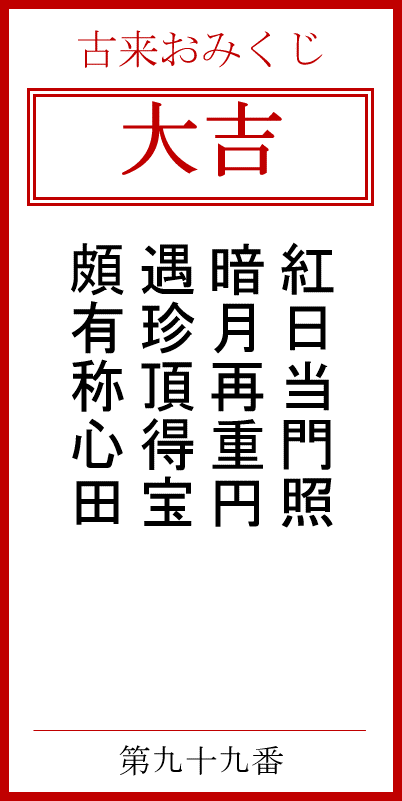 古来おみくじ
大吉
紅日当門照
暗月再重円
遇珍頂得宝
頗有称心田
第九十九番